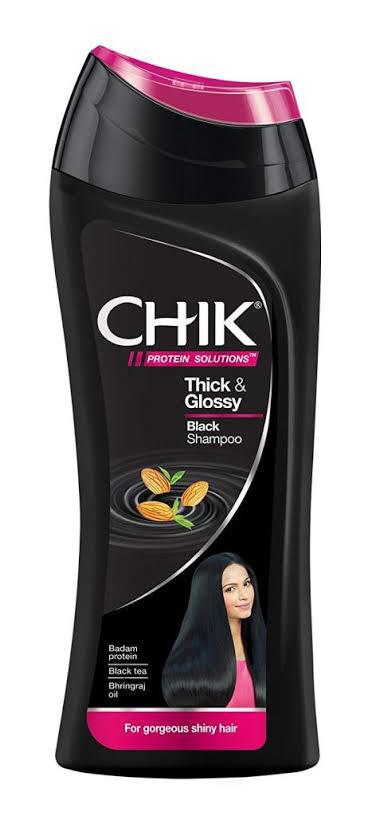 CHIK®
PROTEIN SOLUTIONS™
Thick &
Glossy
Black
Shampoo
Badam
protein
Black tea
Bhringraj
oil
For gorgeous shiny hair